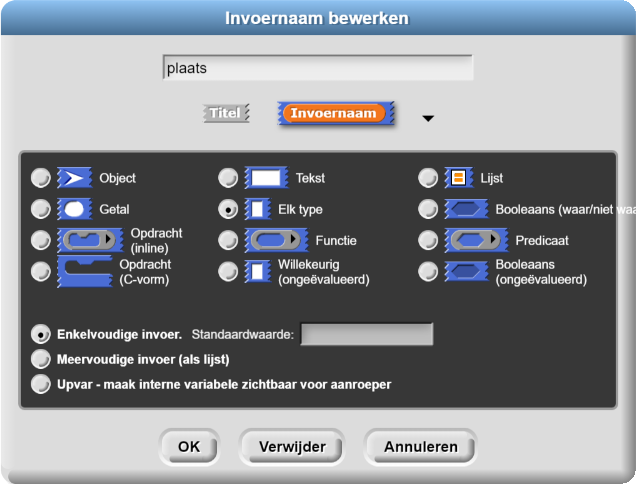 Invoernaam bewerken
plaats
Titel Invoernaam
Object Tekst Lijst
Getal Elk type Booleaans (waar/niet waa
Opdracht (inline) Functie Predicaat
Opdracht (C-vorm) Willekeurig (ongeëvalueerd) Booleaans (ongeëvalueerd)
Enkelvoudige invoer. Standaardwaarde:
Meervoudige invoer (als lijst)
Upvar - maak interne variabele zichtbaar voor aanroeper
OK Verwijder Annuleren